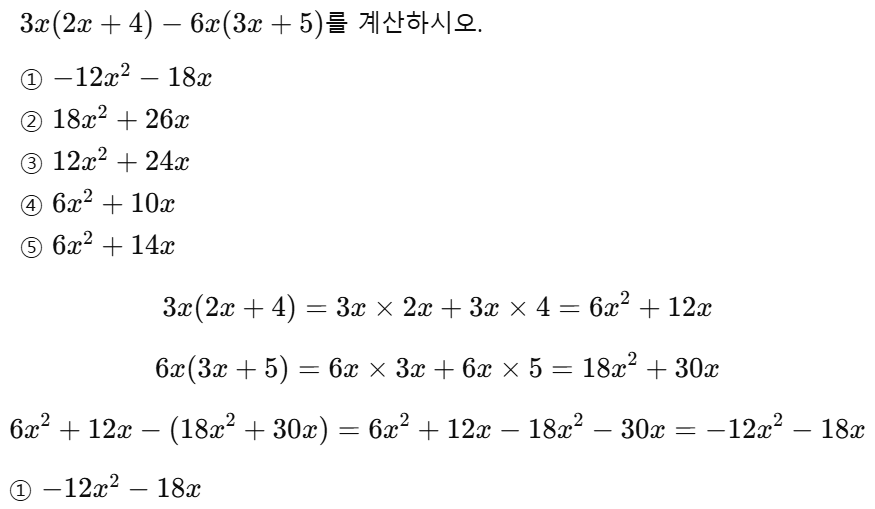 3x(2x + 4) − 6x(3x + 5)를 계산하시오.
① −12x² − 18x
② 18x² + 26x
③ 12x² + 24x
④ 6x² + 10x
⑤ 6x² + 14x
3x(2x + 4) = 3x × 2x + 3x × 4 = 6x² + 12x
6x(3x + 5) = 6x × 3x + 6x × 5 = 18x² + 30x
6x² + 12x − (18x² + 30x) = 6x² + 12x − 18x² − 30x = −12x² − 18x
① −12x² − 18x